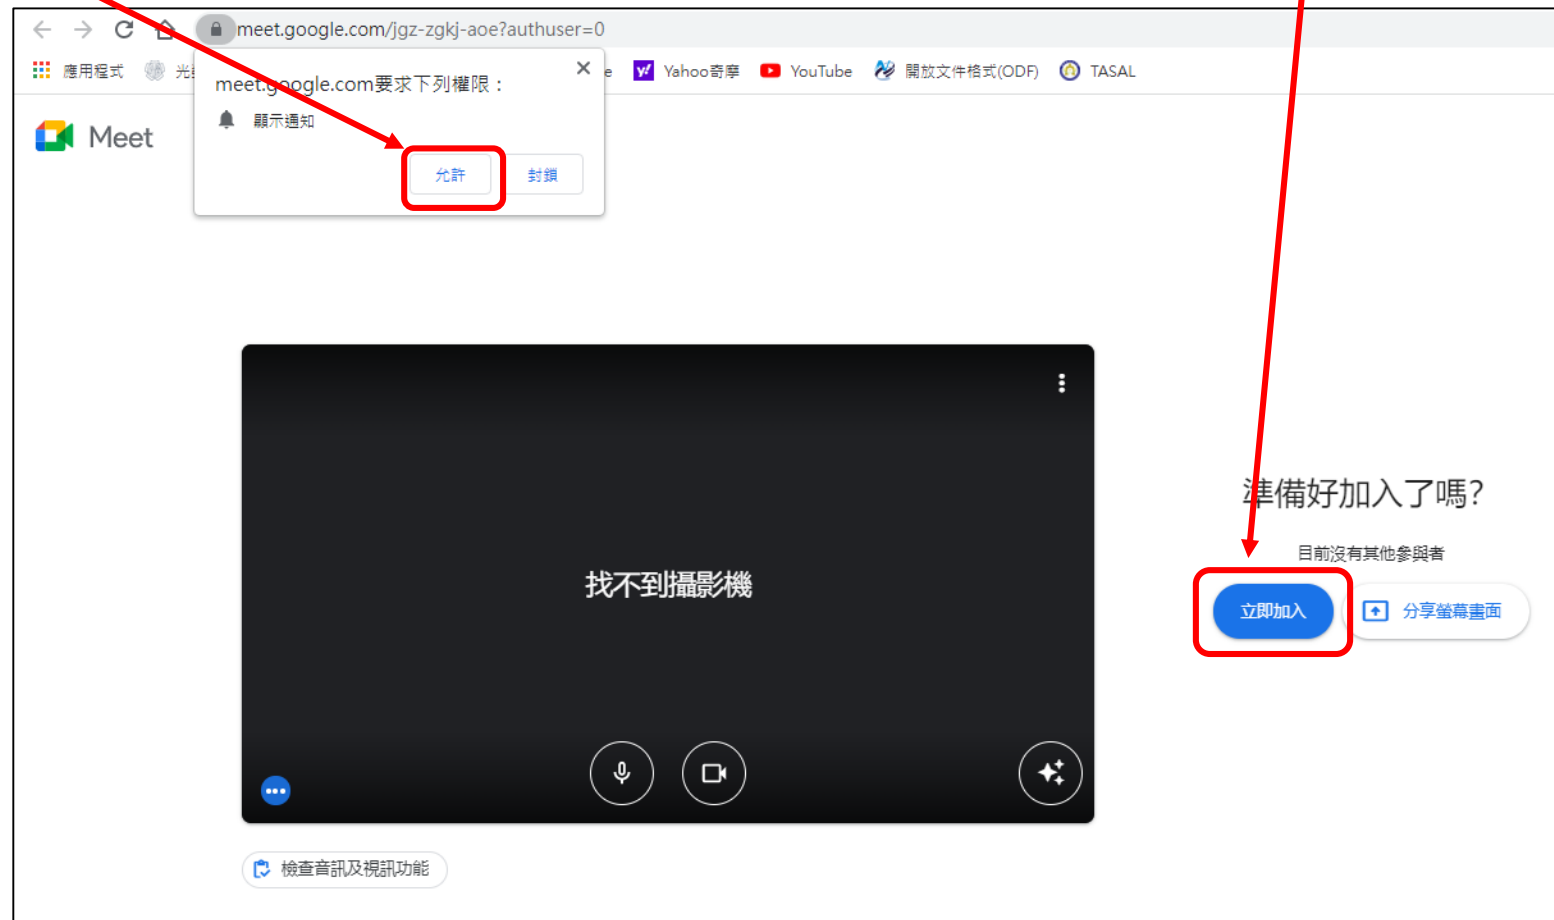 meet.google.com/jgz-zgkj-aoe?authuser=0
應用程式 光 e Yahoo奇摩 YouTube 開放文件格式(ODF) TASAL
meet.google.com要求下列權限：
顯示通知
允許 封鎖
Meet
找不到攝影機
準備好加入了嗎？
目前沒有其他參與者
立即加入 分享螢幕畫面
檢查音訊及視訊功能